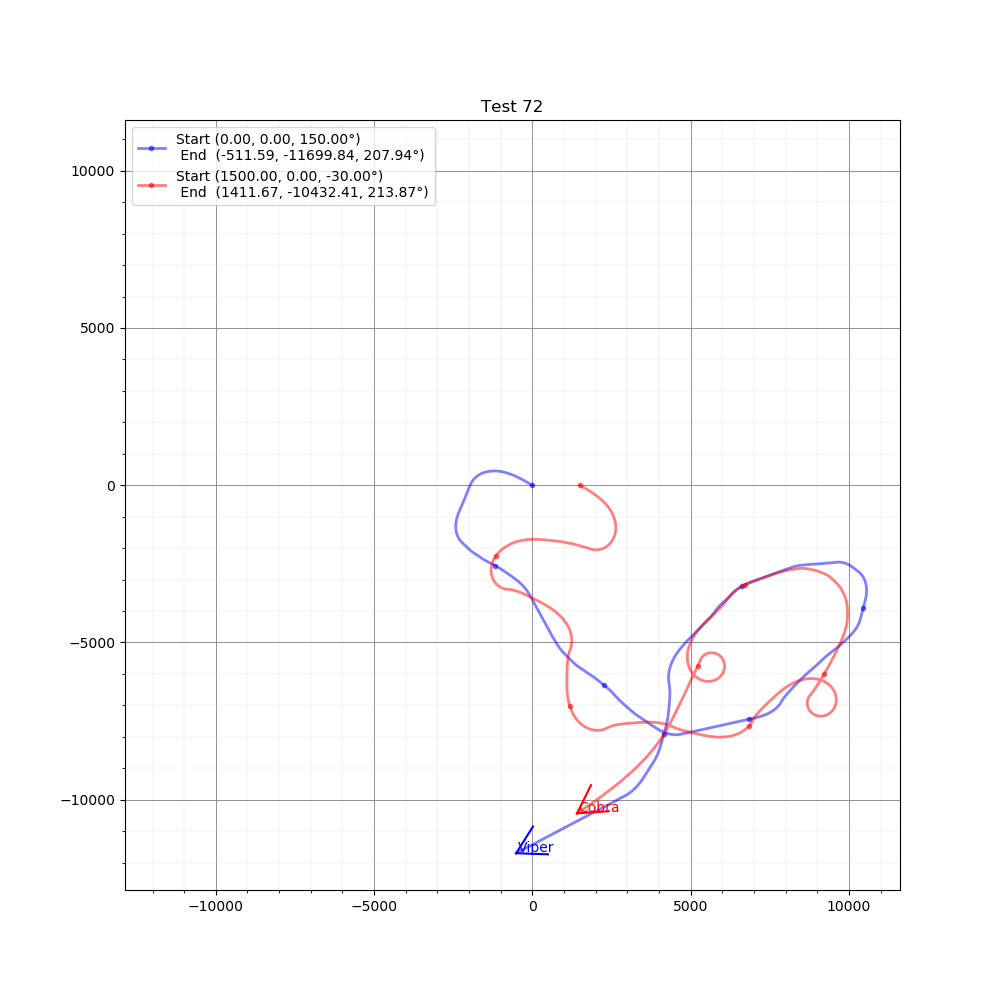 Test 72
Start (0.00, 0.00, 150.00°)
End (-511.59, -11699.84, 207.94°)
Start (1500.00, 0.00, -30.00°)
End (1411.67, -10432.41, 213.87°)
10000
5000
0
−5000
−10000
Cobra
Viper
−10000 −5000 0 5000 10000